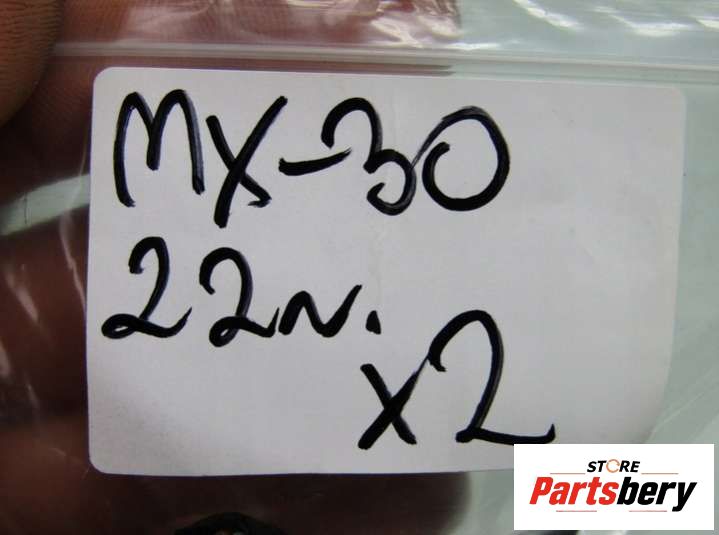 MX-30
22N.
x2
STORE
Partsbery